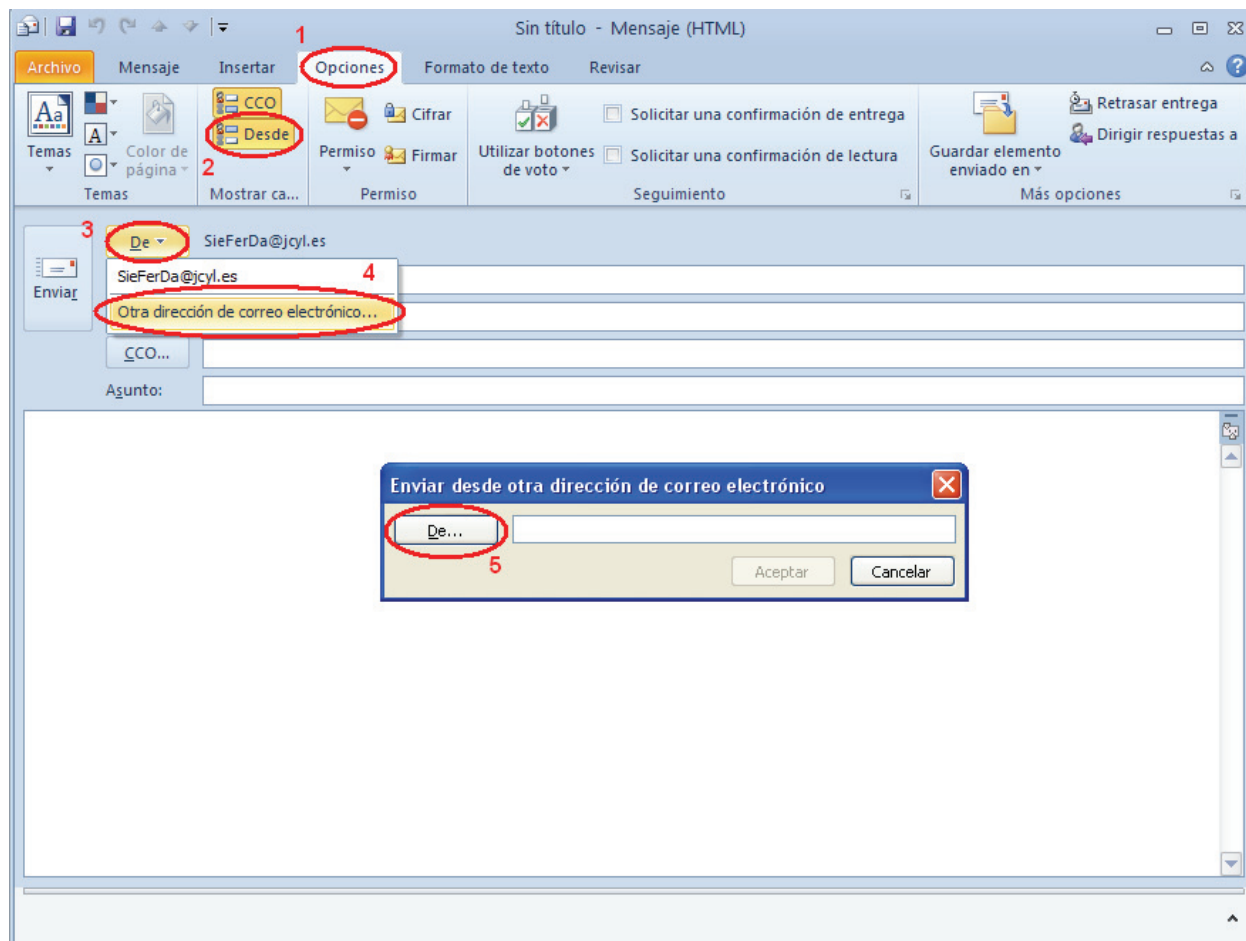 Sin título - Mensaje (HTML)
1
Archivo Mensaje Insertar Opciones Formato de texto Revisar
Aa CCO Cifrar Solicitar una confirmación de entrega Retrasar entrega
A Desde Dirigir respuestas a
Temas Color de página 2 Permiso Firmar Utilizar botones de voto Solicitar una confirmación de lectura Guardar elemento enviado en
Temas Mostrar ca... Permiso Seguimiento Más opciones
3
De SieFerDa@jcyl.es
SieFerDa@jcyl.es 4
Enviar
Otra dirección de correo electrónico...
CCO...
Asunto:
Enviar desde otra dirección de correo electrónico
De...
5
Aceptar Cancelar